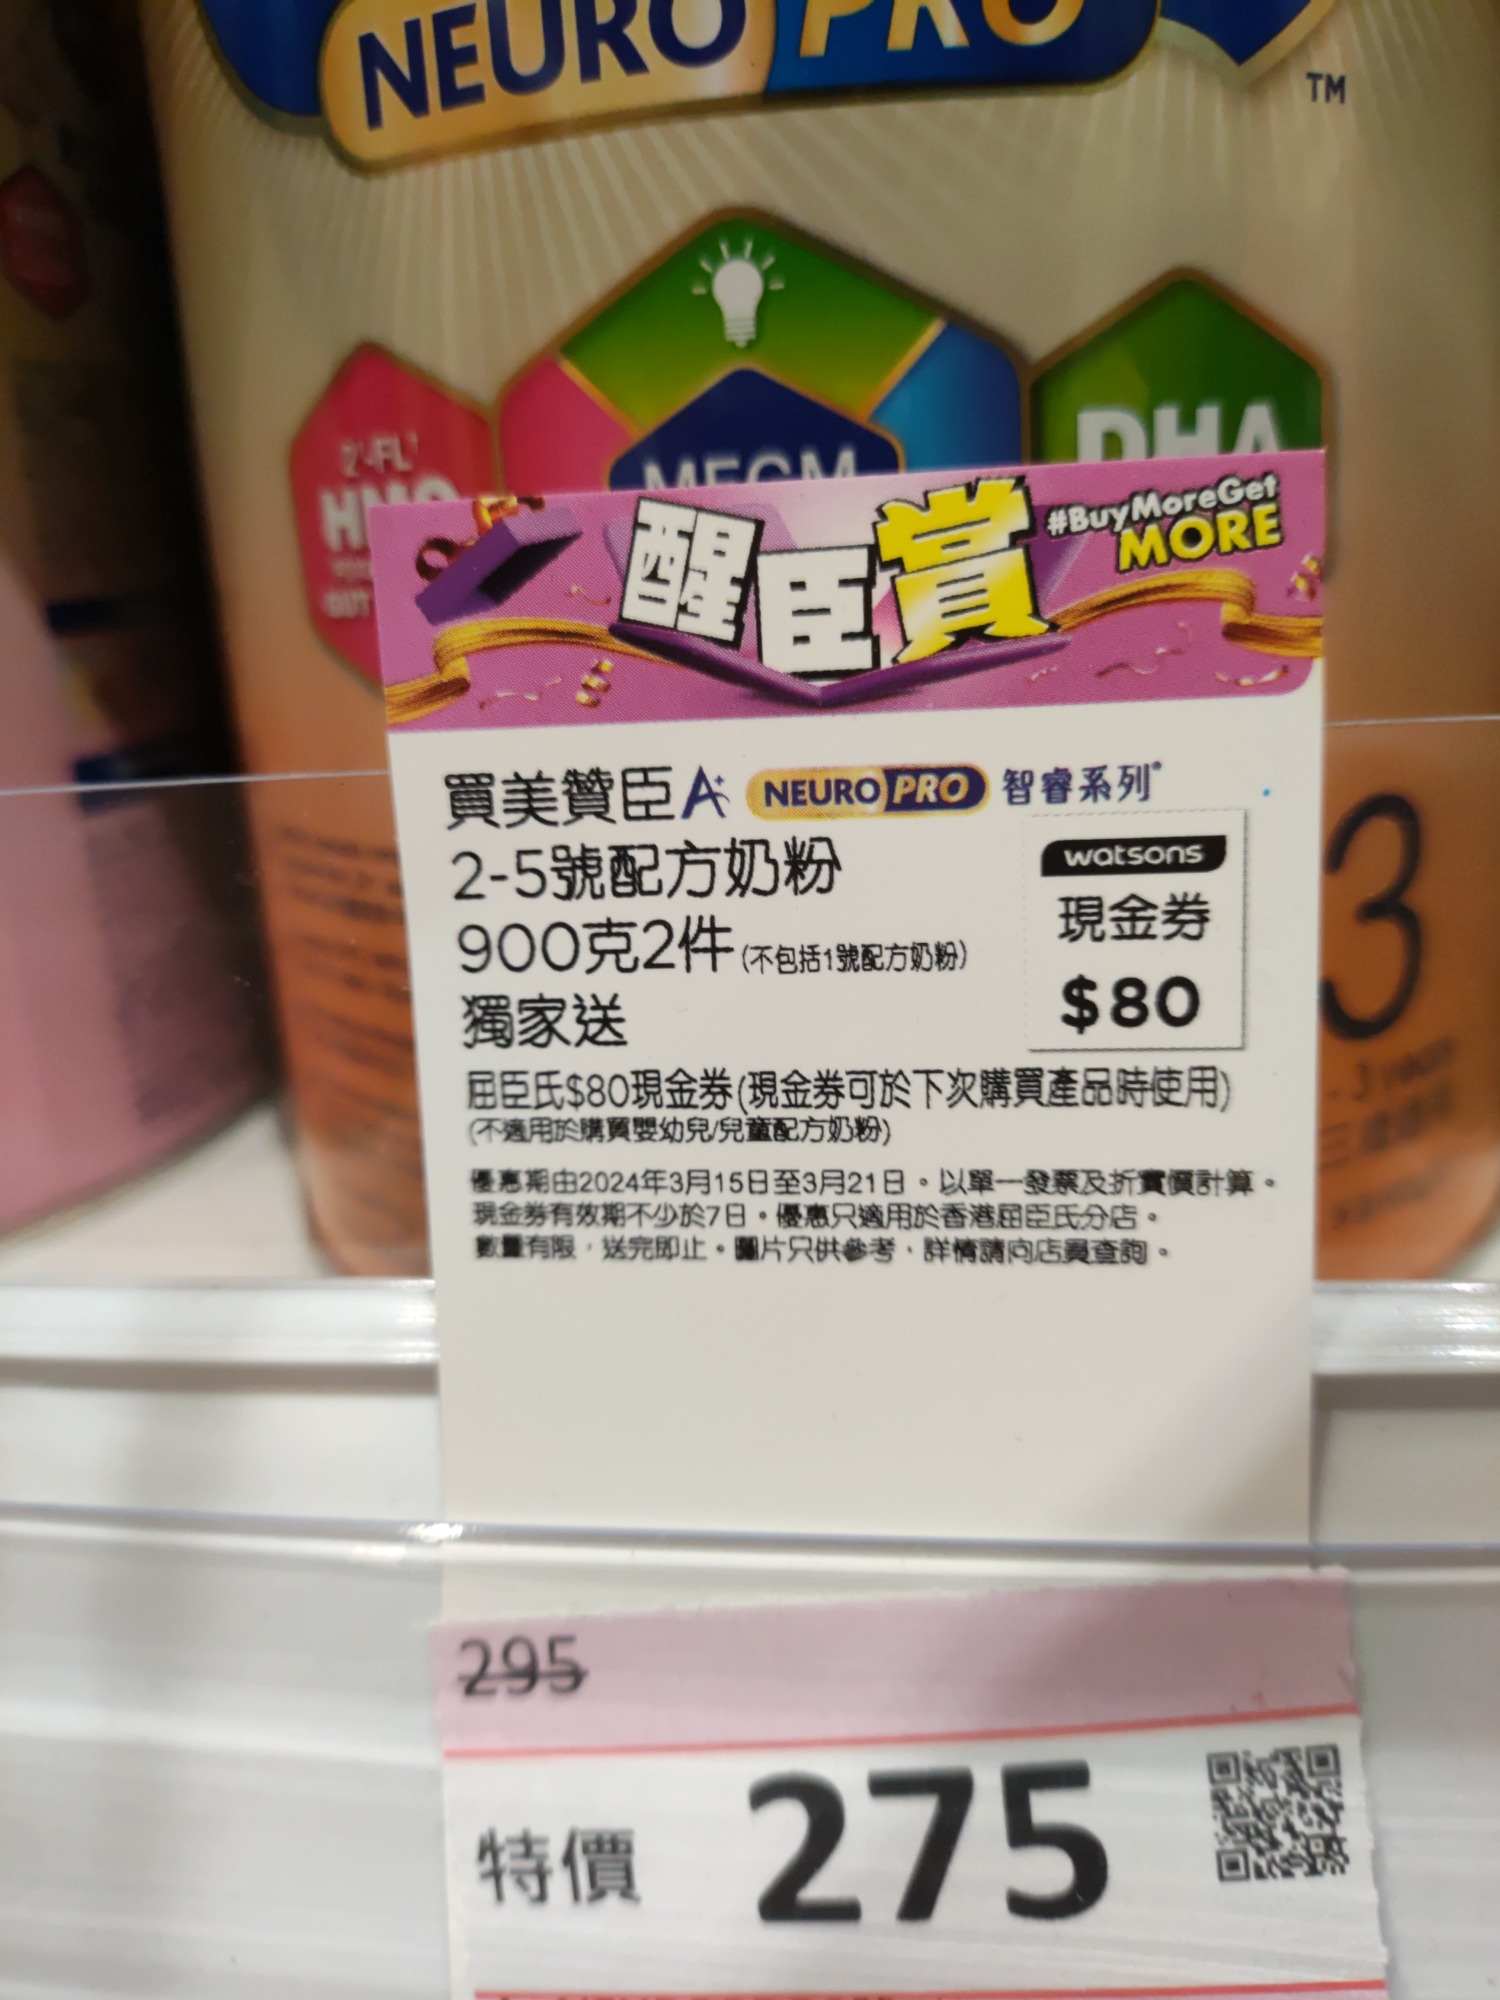 NEURO PRO
TM
2'-FL
HMO
MFGM
DHA
醒臣賞
#BuyMoreGet
MORE
買美贊臣A+ NEURO PRO 智睿系列
2-5號配方奶粉
900克2件(不包括1號配方奶粉)
獨家送
watsons
現金券
$80
屈臣氏$80現金券(現金券可於下次購買產品時使用)
(不適用於購買嬰幼兒/兒童配方奶粉)
優惠期由2024年3月15日至3月21日。以單一發票及折實價計算。
現金券有效期不少於7日。優惠只適用於香港屈臣氏分店。
數量有限，送完即止。圖片只供參考，詳情請向店員查詢。
3
295
特價 275